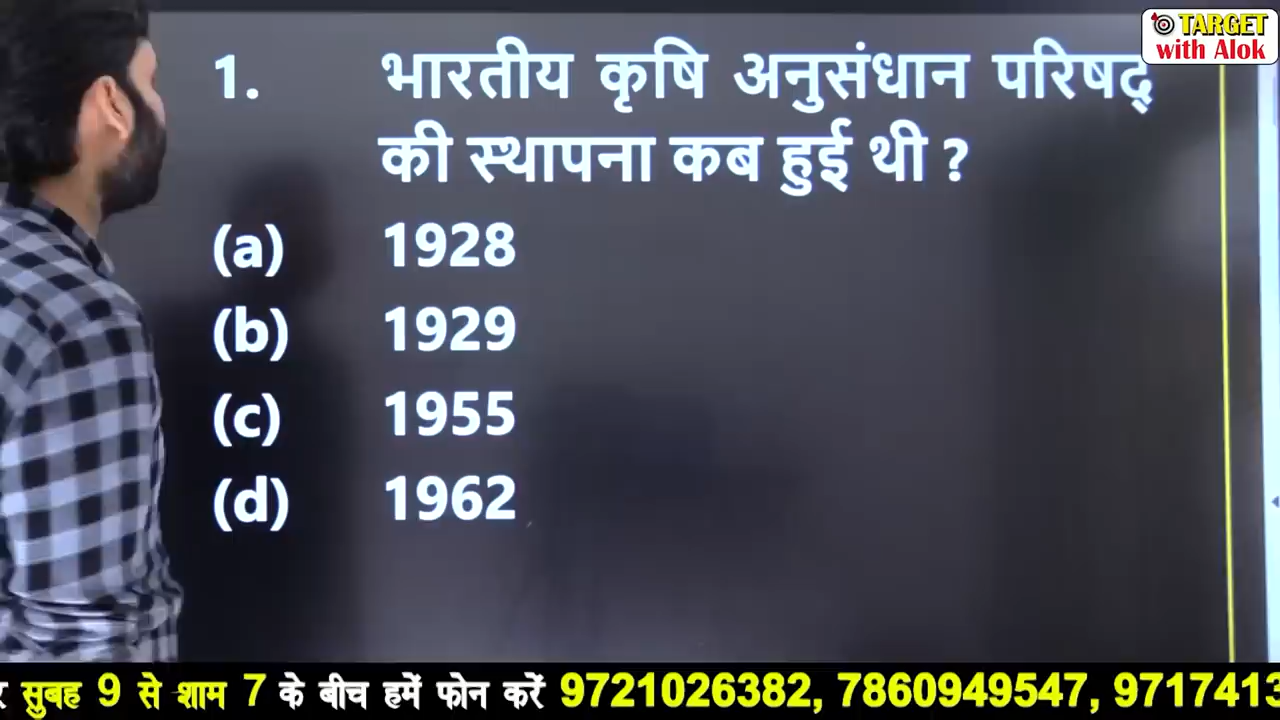 TARGET
with Alok
1. भारतीय कृषि अनुसंधान परिषद्
की स्थापना कब हुई थी ?
(a) 1928
(b) 1929
(c) 1955
(d) 1962
सुबह 9 से शाम 7 के बीच हमें फोन करें 9721026382, 7860949547, 9717413